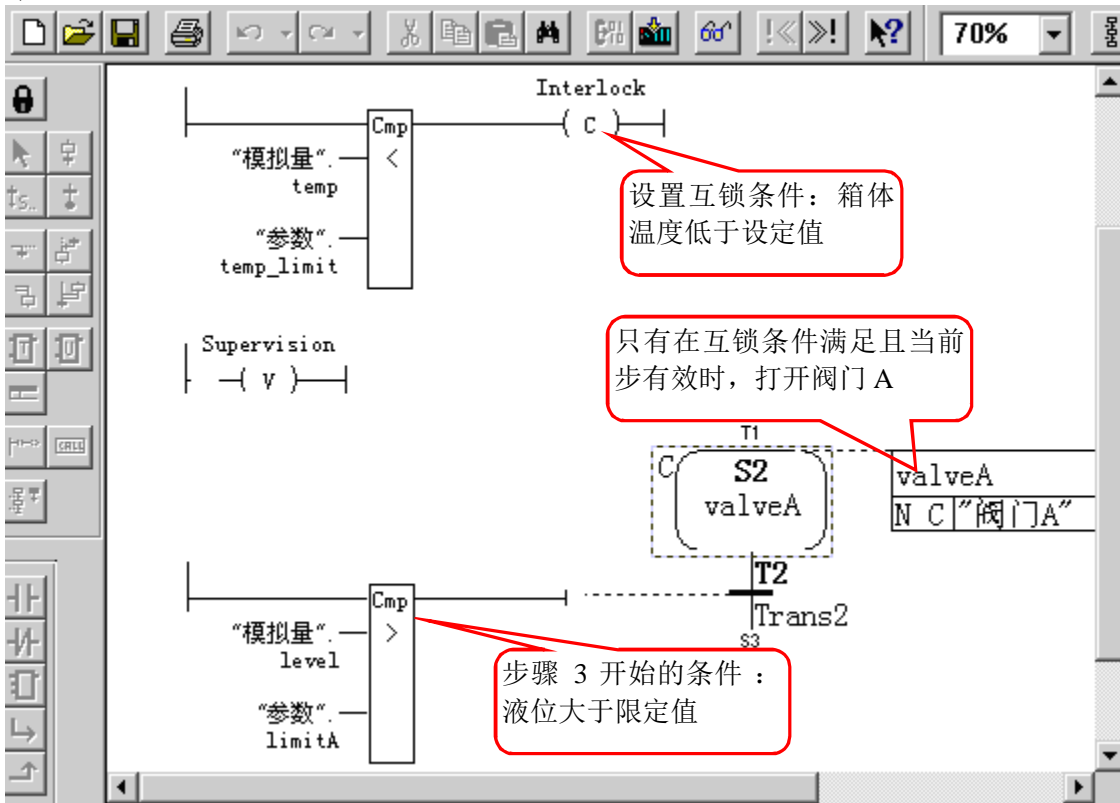 70%
Interlock
Cmp
( C )
"模拟量".
<
temp
"参数".
temp_limit
设置互锁条件：箱体
温度低于设定值
Supervision
( V )
只有在互锁条件满足且当前
步有效时，打开阀门 A
T1
C
S2
valveA
valveA
N C "阀门A"
T2
Trans2
S3
Cmp
"模拟量".
>
level
"参数".
limitA
步骤 3 开始的条件：
液位大于限定值
CALL